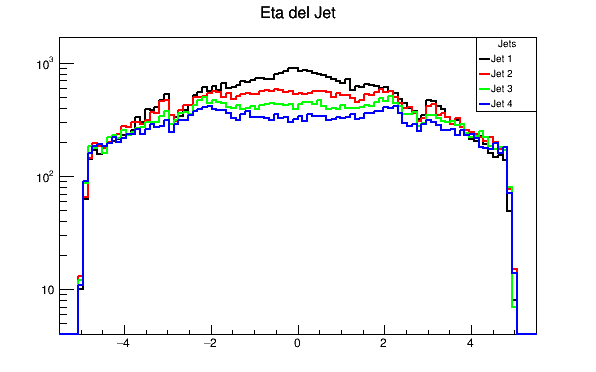 Eta del Jet
Jets
Jet 1
Jet 2
Jet 3
Jet 4
10³
10²
10
−4 −2 0 2 4